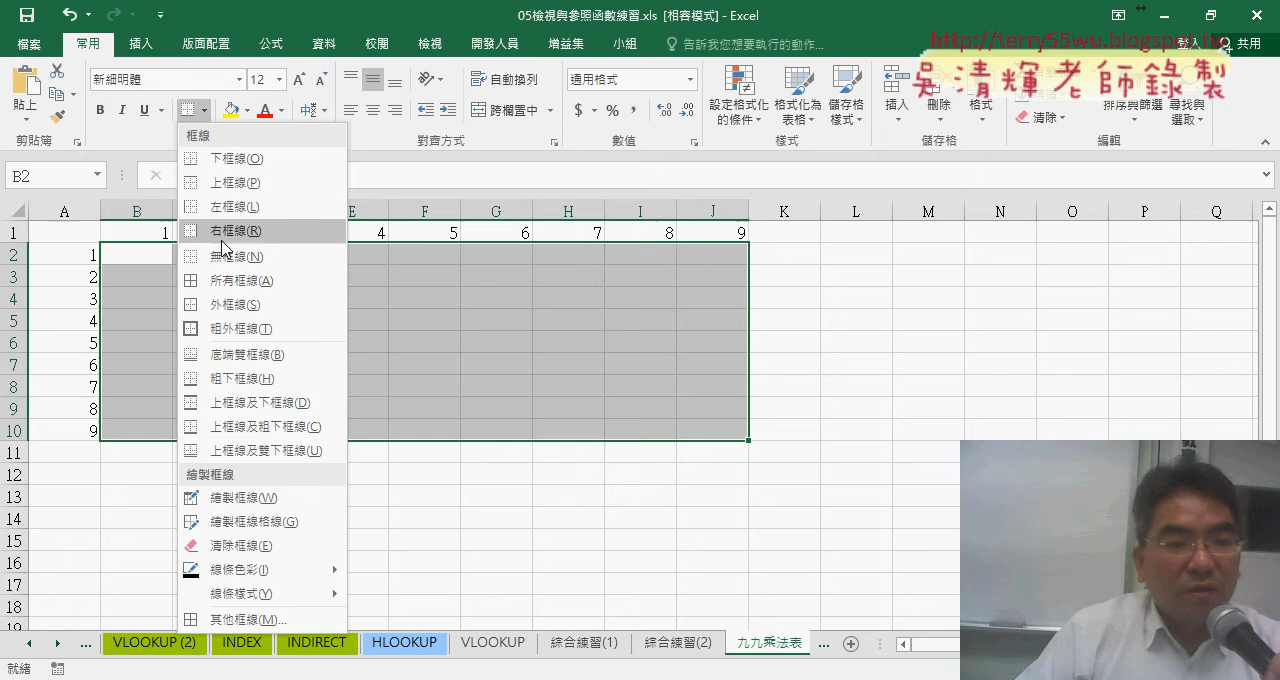 05檢視與參照函數練習.xls [相容模式] - Excel
檔案 常用 插入 版面配置 公式 資料 校閱 檢視 開發人員 增益集 小組 告訴我您想要執行的動作... 登入 共用
http://terry55wu.blogspot.tw
吳清輝老師錄製
新細明體 12 自動換列 通用格式
貼上 B I U 跨欄置中 $ % , 設定格式化的條件 格式化為表格 儲存格樣式 插入 刪除 格式 清除 排序與篩選 尋找與選取
剪貼簿 對齊方式 數值 樣式 儲存格 編輯
B2
框線
下框線(O)
上框線(P)
左框線(L)
右框線(R)
無框線(N)
所有框線(A)
外框線(S)
粗外框線(T)
底端雙框線(B)
粗下框線(H)
上框線及下框線(D)
上框線及粗下框線(C)
上框線及雙下框線(U)
繪製框線
繪製框線(W)
繪製框線格線(G)
清除框線(E)
線條色彩(I)
線條樣式(Y)
其他框線(M)...
A B E F G H I J K L M N O P Q
1 1 4 5 6 7 8 9
2 1
3 2
4 3
5 4
6 5
7 6
8 7
9 8
10 9
11
12
13
14
15
16
17
18
19
... VLOOKUP (2) INDEX INDIRECT HLOOKUP VLOOKUP 綜合練習(1) 綜合練習(2) 九九乘法表 ...
就緒